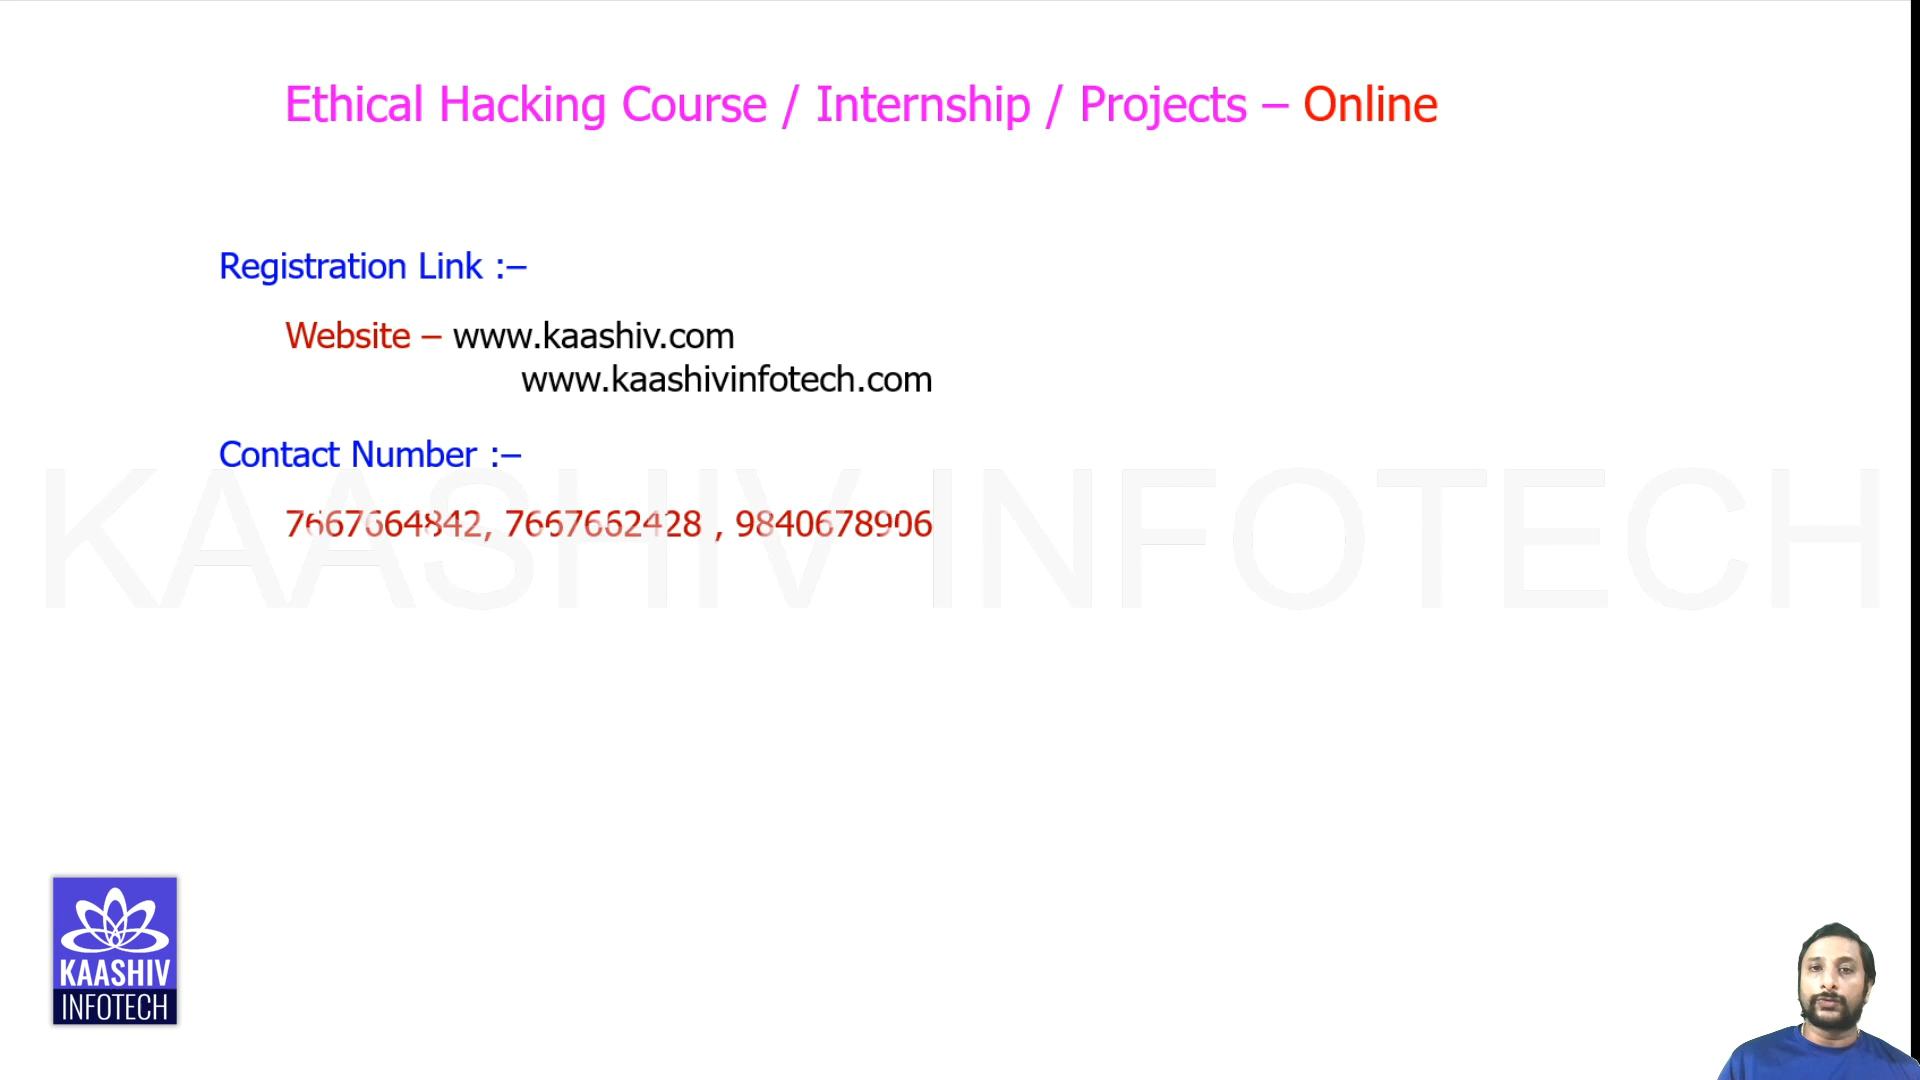 Ethical Hacking Course / Internship / Projects – Online
Registration Link :–
Website – www.kaashiv.com
www.kaashivinfotech.com
Contact Number :–
7667664842, 7667662428 , 9840678906
KAASHIV INFOTECH
KAASHIV
INFOTECH